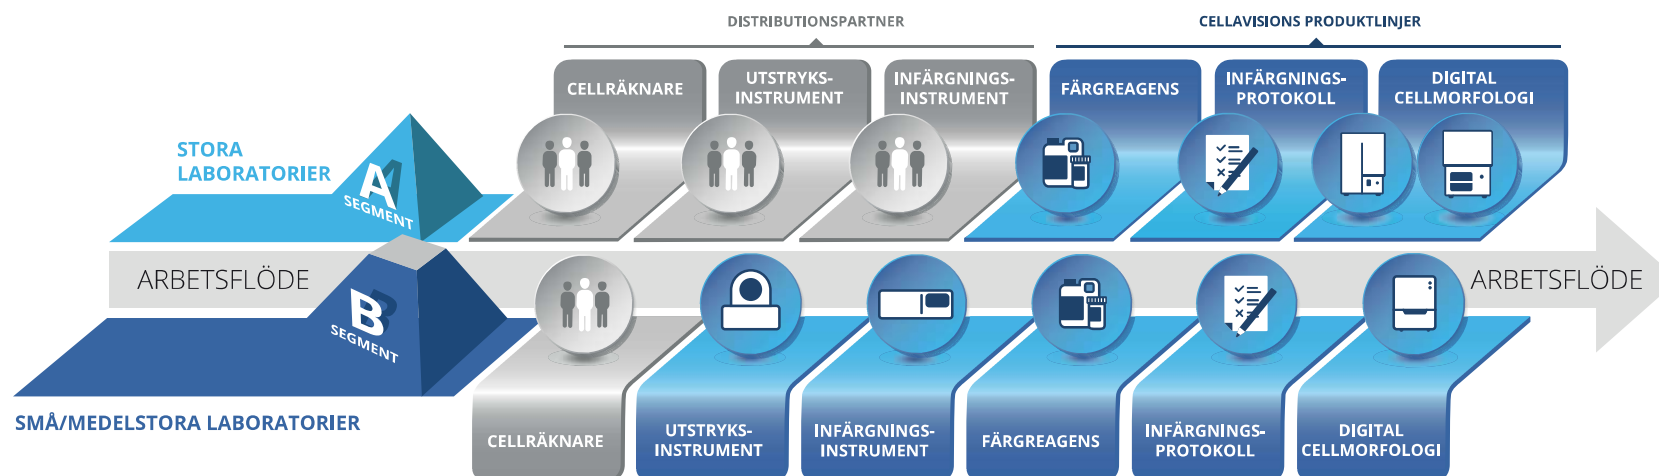 DISTRIBUTIONSPARTNER
CELLAVISIONS PRODUKTLINJER
CELLRÄKNARE
UTSTRYKS-
INSTRUMENT
INFÄRGNINGS-
INSTRUMENT
FÄRGREAGENS
INFÄRGNINGS-
PROTOKOLL
DIGITAL
CELLMORFOLOGI
STORA
LABORATORIER
A
SEGMENT
ARBETSFLÖDE
ARBETSFLÖDE
B
SEGMENT
SMÅ/MEDELSTORA LABORATORIER
CELLRÄKNARE
UTSTRYKS-
INSTRUMENT
INFÄRGNINGS-
INSTRUMENT
FÄRGREAGENS
INFÄRGNINGS-
PROTOKOLL
DIGITAL
CELLMORFOLOGI